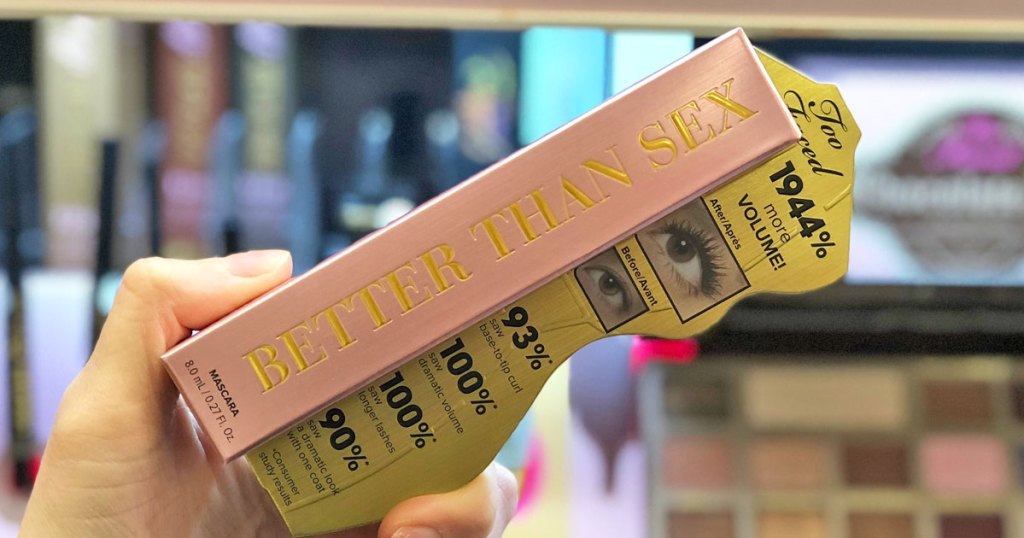 BETTER THAN SEX
MASCARA
8.0 mL / 0.27 Fl. Oz.
Too
Faced
1944%
more
VOLUME!
After/Après
Before/Avant
93%*
saw
base-to-tip curl
100%*
saw
dramatic volume
100%*
saw
longer lashes
90%*
saw
a dramatic look
with one coat
*Consumer
study results